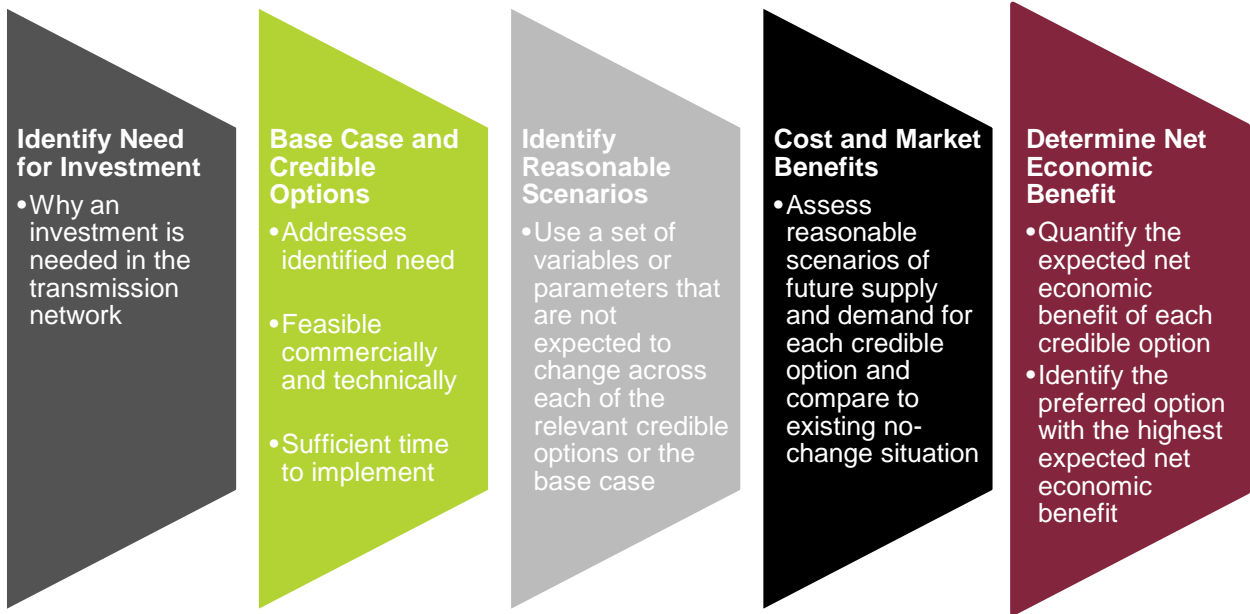 Identify Need
for Investment
•Why an
investment is
needed in the
transmission
network
Base Case and
Credible
Options
•Addresses
identified need
•Feasible
commercially
and technically
•Sufficient time
to implement
Identify
Reasonable
Scenarios
•Use a set of
variables or
parameters that
are not
expected to
change across
each of the
relevant credible
options or the
base case
Cost and Market
Benefits
•Assess
reasonable
scenarios of
future supply
and demand for
each credible
option and
compare to
existing no-
change situation
Determine Net
Economic
Benefit
•Quantify the
expected net
economic
benefit of each
credible option
•Identify the
preferred option
with the highest
expected net
economic
benefit